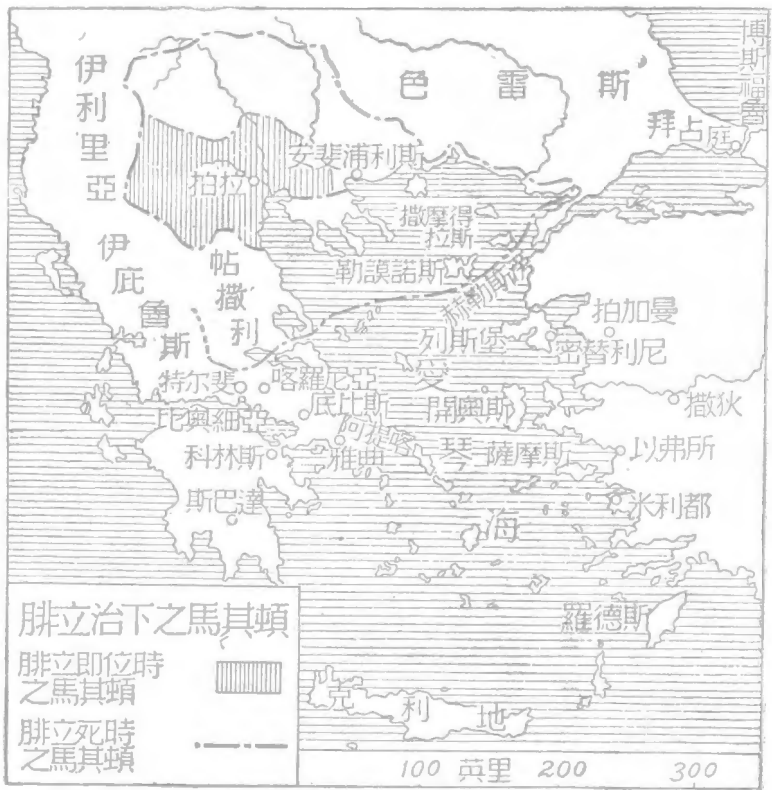 博斯福魯
色雷斯
伊利里亞
拜占庭
女斐浦利斯
拍拉
撒摩得
拉斯
伊庇魯斯
帖撒利
勒謨諾斯
赫勒斯
拍加曼
列斯堡
密替利尼
特尔斐
喀羅尼亞
愛琴海
底比斯
開奧斯
撒狄
比奧細亞
阿提喀
科林斯
雅典
薩摩斯
以弗所
斯巴達
米利都
腓立治下之馬其頓
羅德斯
腓立即位時
之馬其頓
克利地
腓立死時
之馬其頓
100 英里 200 300